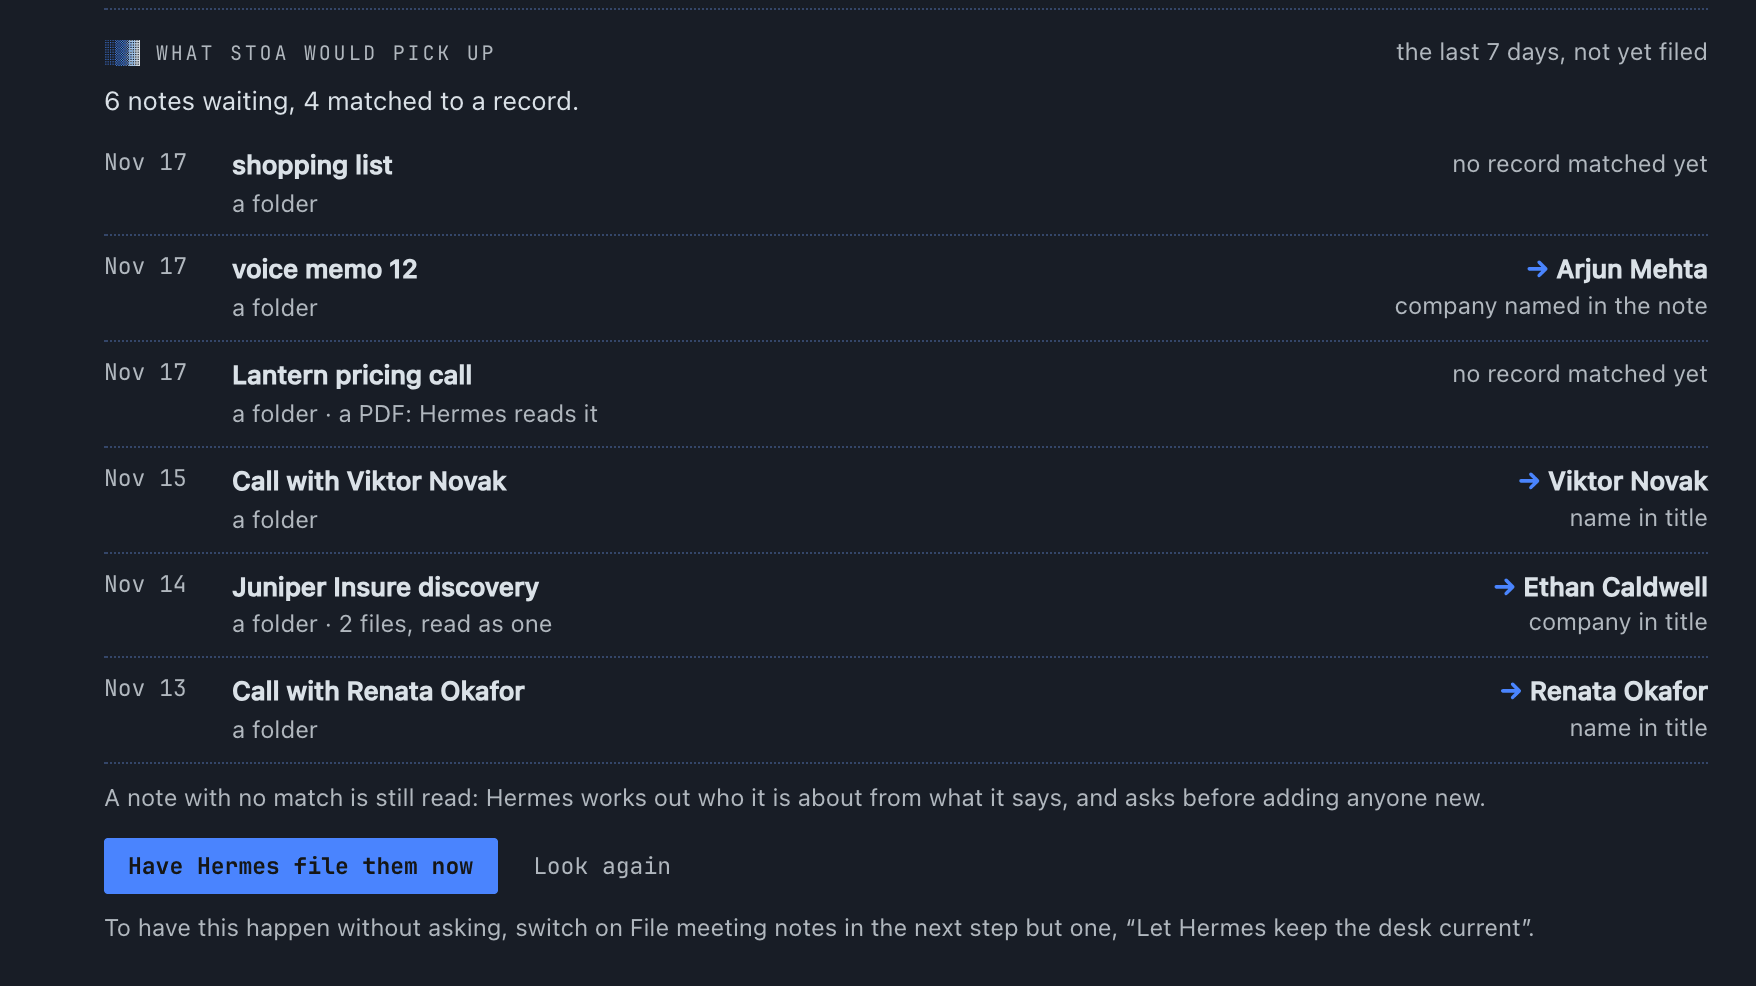 WHAT STOA WOULD PICK UP
the last 7 days, not yet filed
6 notes waiting, 4 matched to a record.
Nov 17
shopping list
no record matched yet
a folder
Nov 17
voice memo 12
→ Arjun Mehta
a folder
company named in the note
Nov 17
Lantern pricing call
no record matched yet
a folder · a PDF: Hermes reads it
Nov 15
Call with Viktor Novak
→ Viktor Novak
a folder
name in title
Nov 14
Juniper Insure discovery
→ Ethan Caldwell
a folder · 2 files, read as one
company in title
Nov 13
Call with Renata Okafor
→ Renata Okafor
a folder
name in title
A note with no match is still read: Hermes works out who it is about from what it says, and asks before adding anyone new.
Have Hermes file them now
Look again
To have this happen without asking, switch on File meeting notes in the next step but one, “Let Hermes keep the desk current”.